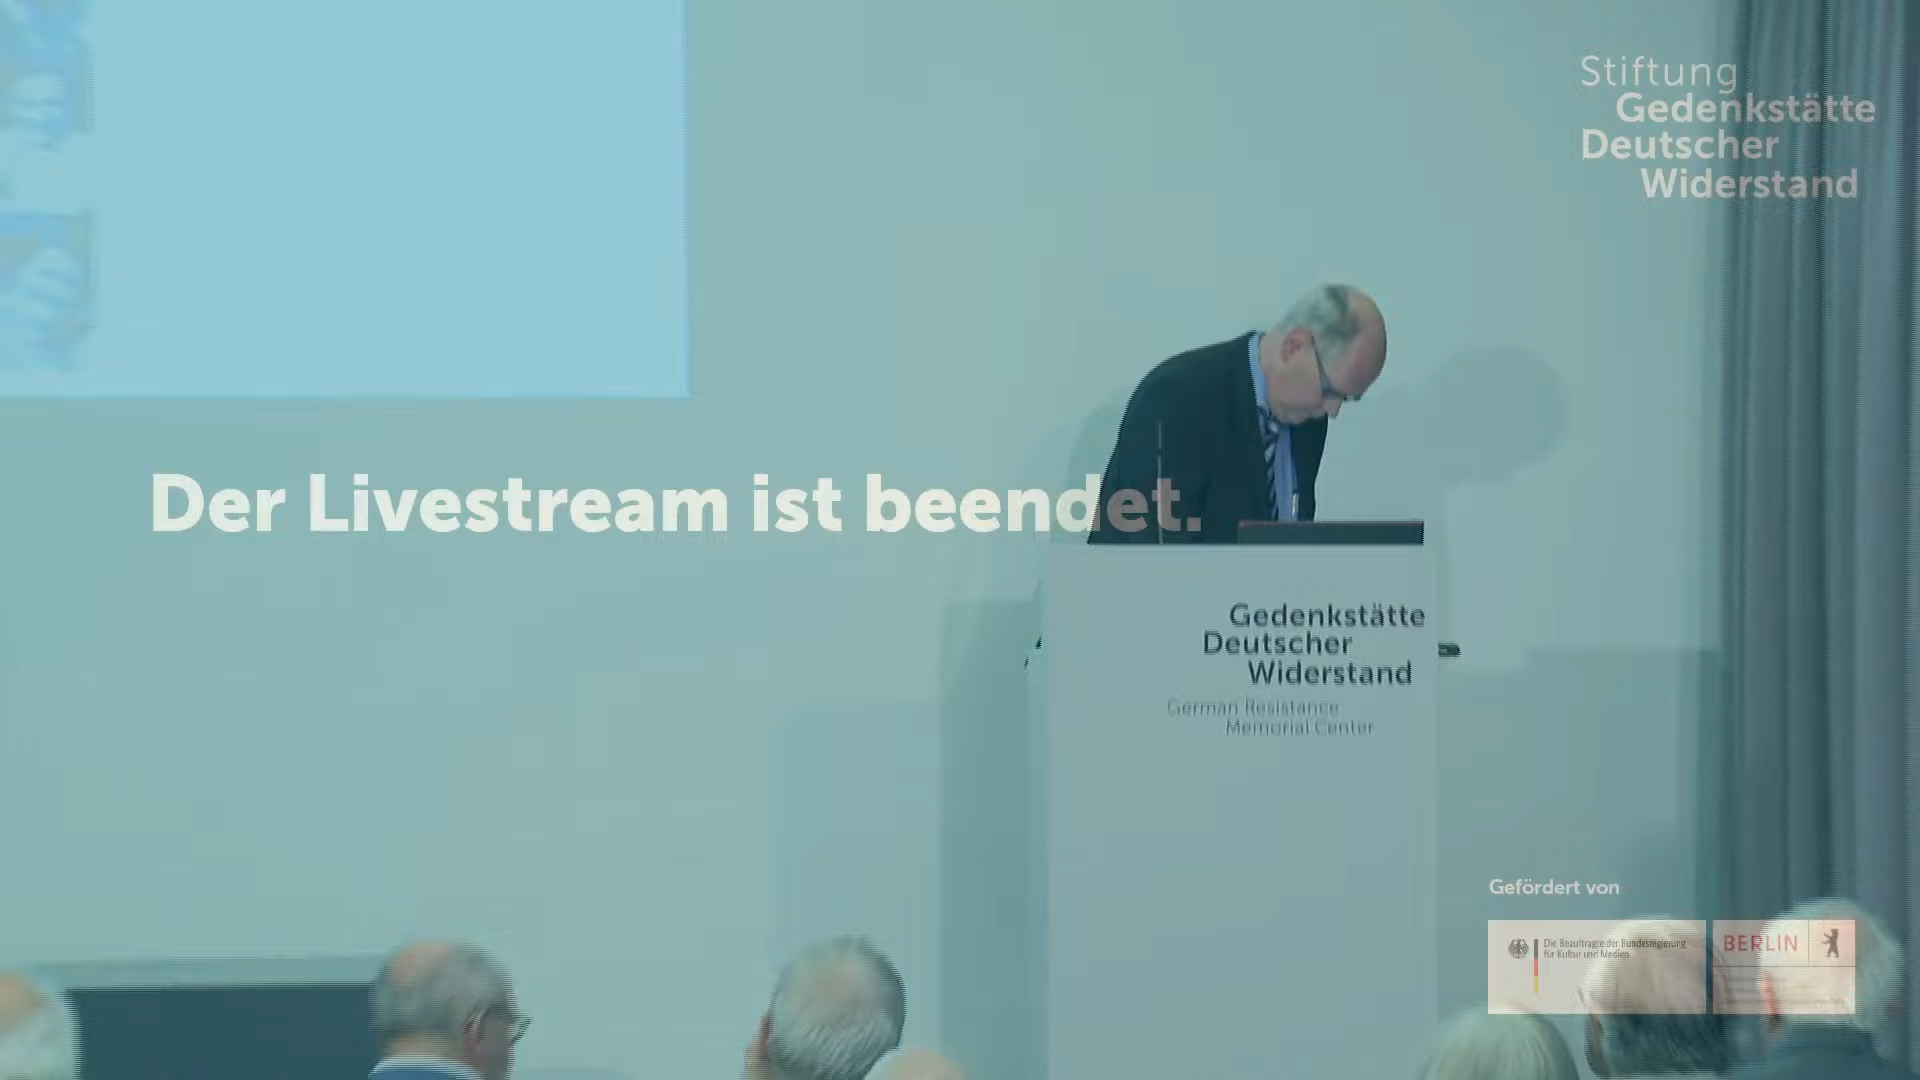 Stiftung
Gedenkstätte
Deutscher
Widerstand
Der Livestream ist beendet.
Gedenkstätte
Deutscher
Widerstand
German Resistance
Memorial Center
Gefördert von
Die Beauftragte der Bundesregierung
für Kultur und Medien
BERLIN